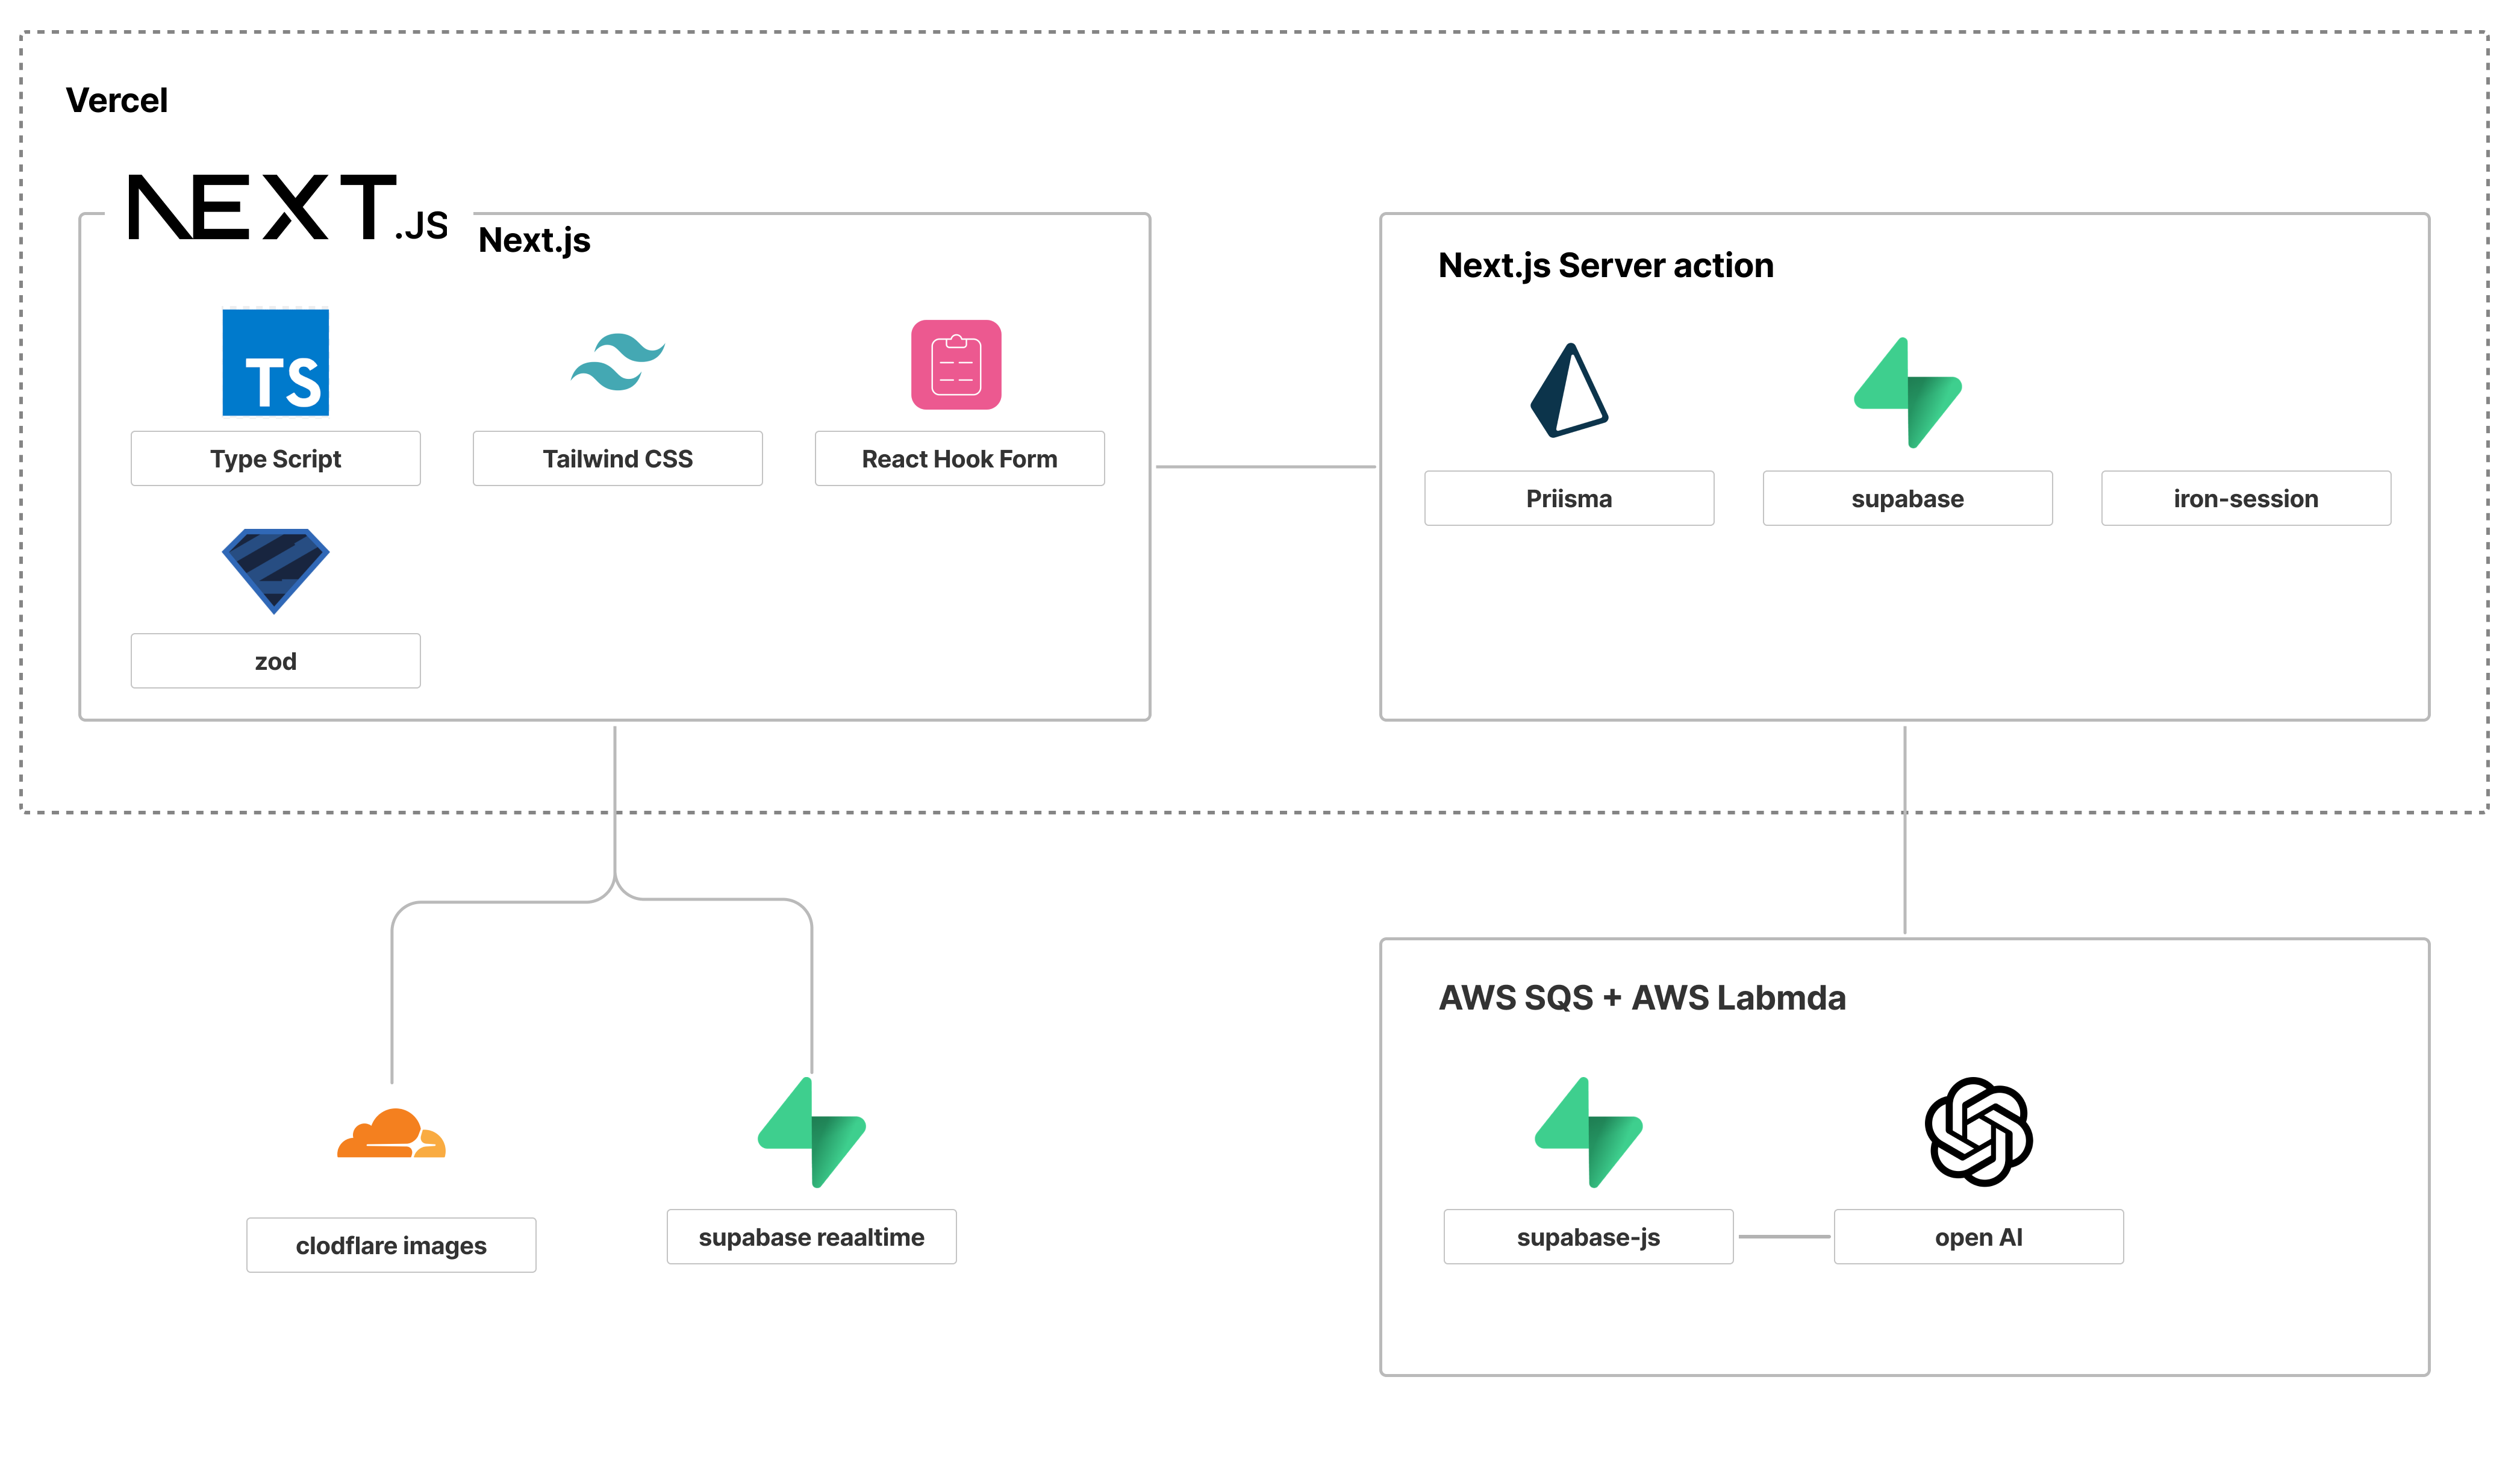 Vercel
NEXT.JS
Next.js
Next.js Server action
TS
Type Script
Tailwind CSS
React Hook Form
Priisma
supabase
iron-session
zod
AWS SQS + AWS Labmda
clodflare images
supabase reaaltime
supabase-js
open AI